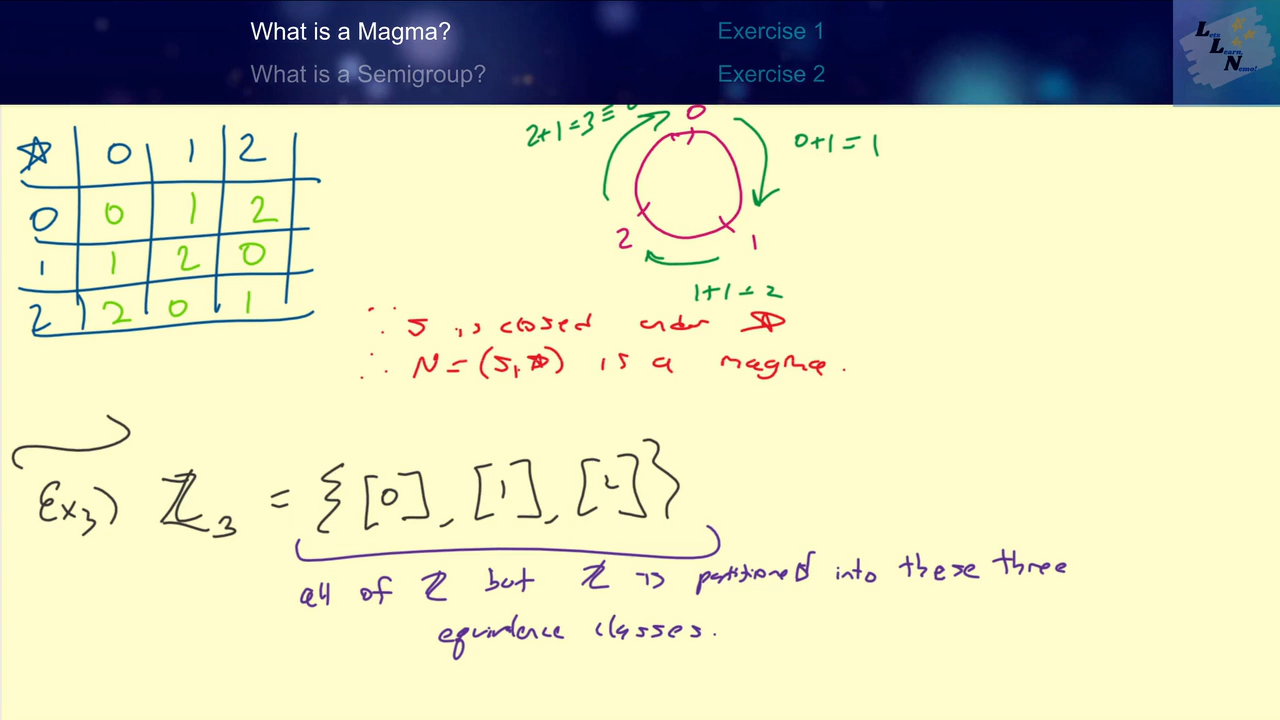 What is a Magma?
What is a Semigroup?
Exercise 1
Exercise 2
Lets
Learn,
Nemo!
☆ 0 1 2
0 0 1 2
1 1 2 0
2 2 0 1
2+1=3≡0
0
0+1=1
2
1
1+1=2
∵ S is closed under ☆
∴ N=(S,☆) is a magma.
Ex3) ℤ₃ = {[0], [1], [2]}
all of ℤ but ℤ is partitioned into these three
equivalence classes.